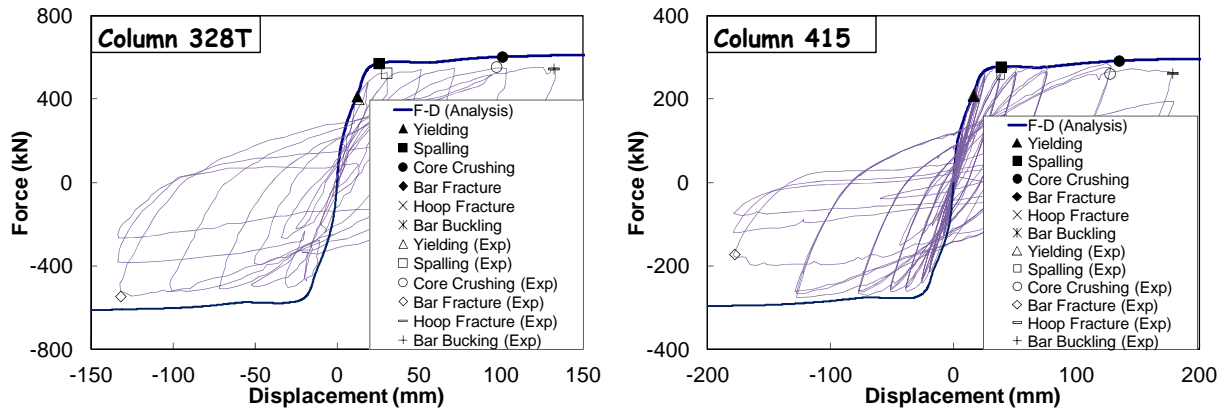 Column 328T
Force (kN)
800
400
0
-400
-800
-150
-100
-50
0
50
100
150
Displacement (mm)
F-D (Analysis)
Yielding
Spalling
Core Crushing
Bar Fracture
Hoop Fracture
Bar Buckling
Yielding (Exp)
Spalling (Exp)
Core Crushing (Exp)
Bar Fracture (Exp)
Hoop Fracture (Exp)
Bar Bucking (Exp)
Column 415
Force (kN)
400
200
0
-200
-400
-200
-100
0
100
200
Displacement (mm)
F-D (Analysis)
Yielding
Spalling
Core Crushing
Bar Fracture
Hoop Fracture
Bar Buckling
Yielding (Exp)
Spalling (Exp)
Core Crushing (Exp)
Bar Fracture (Exp)
Hoop Fracture (Exp)
Bar Buckling (Exp)